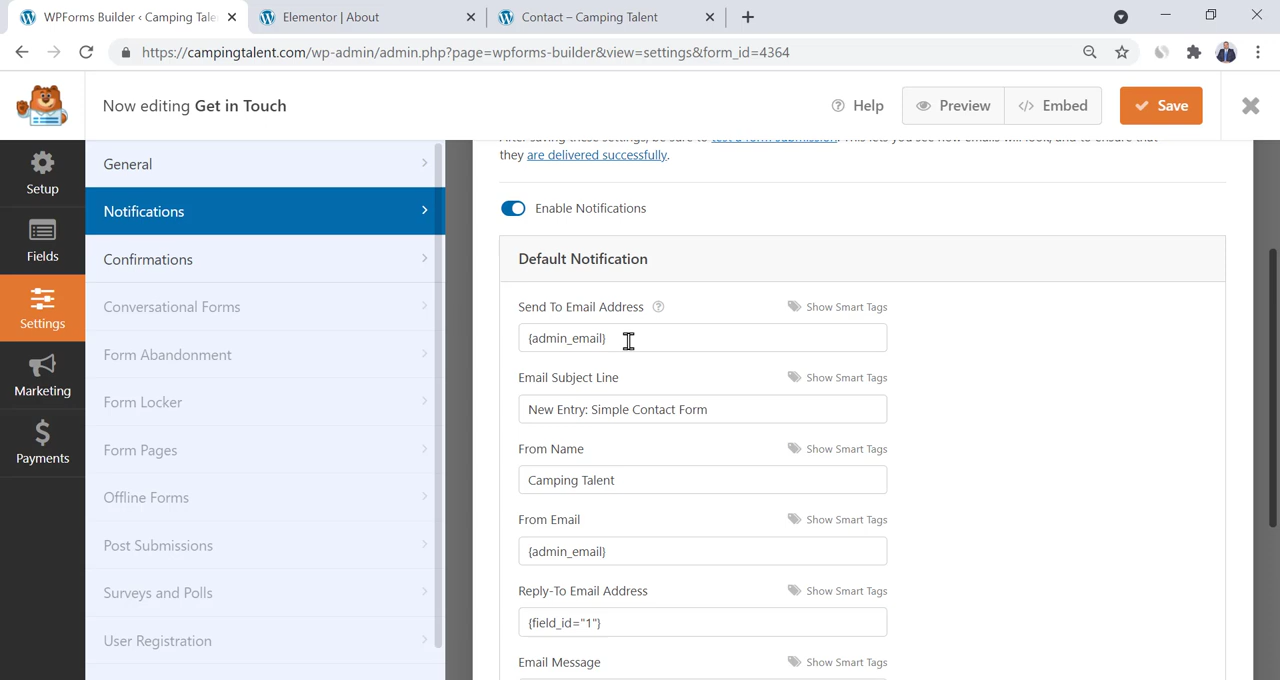 WPForms Builder ‹ Camping Tale
Elementor | About
Contact – Camping Talent
https://campingtalent.com/wp-admin/admin.php?page=wpforms-builder&view=settings&form_id=4364
Now editing Get in Touch
Help
Preview
Embed
Save
Setup
Fields
Settings
Marketing
Payments
General
Notifications
Confirmations
Conversational Forms
Form Abandonment
Form Locker
Form Pages
Offline Forms
Post Submissions
Surveys and Polls
User Registration
After saving these settings, be sure to test a form submission. This lets you see how emails will look, and to ensure that
they are delivered successfully.
Enable Notifications
Default Notification
Send To Email Address
Show Smart Tags
{admin_email}
Email Subject Line
Show Smart Tags
New Entry: Simple Contact Form
From Name
Show Smart Tags
Camping Talent
From Email
Show Smart Tags
{admin_email}
Reply-To Email Address
Show Smart Tags
{field_id="1"}
Email Message
Show Smart Tags